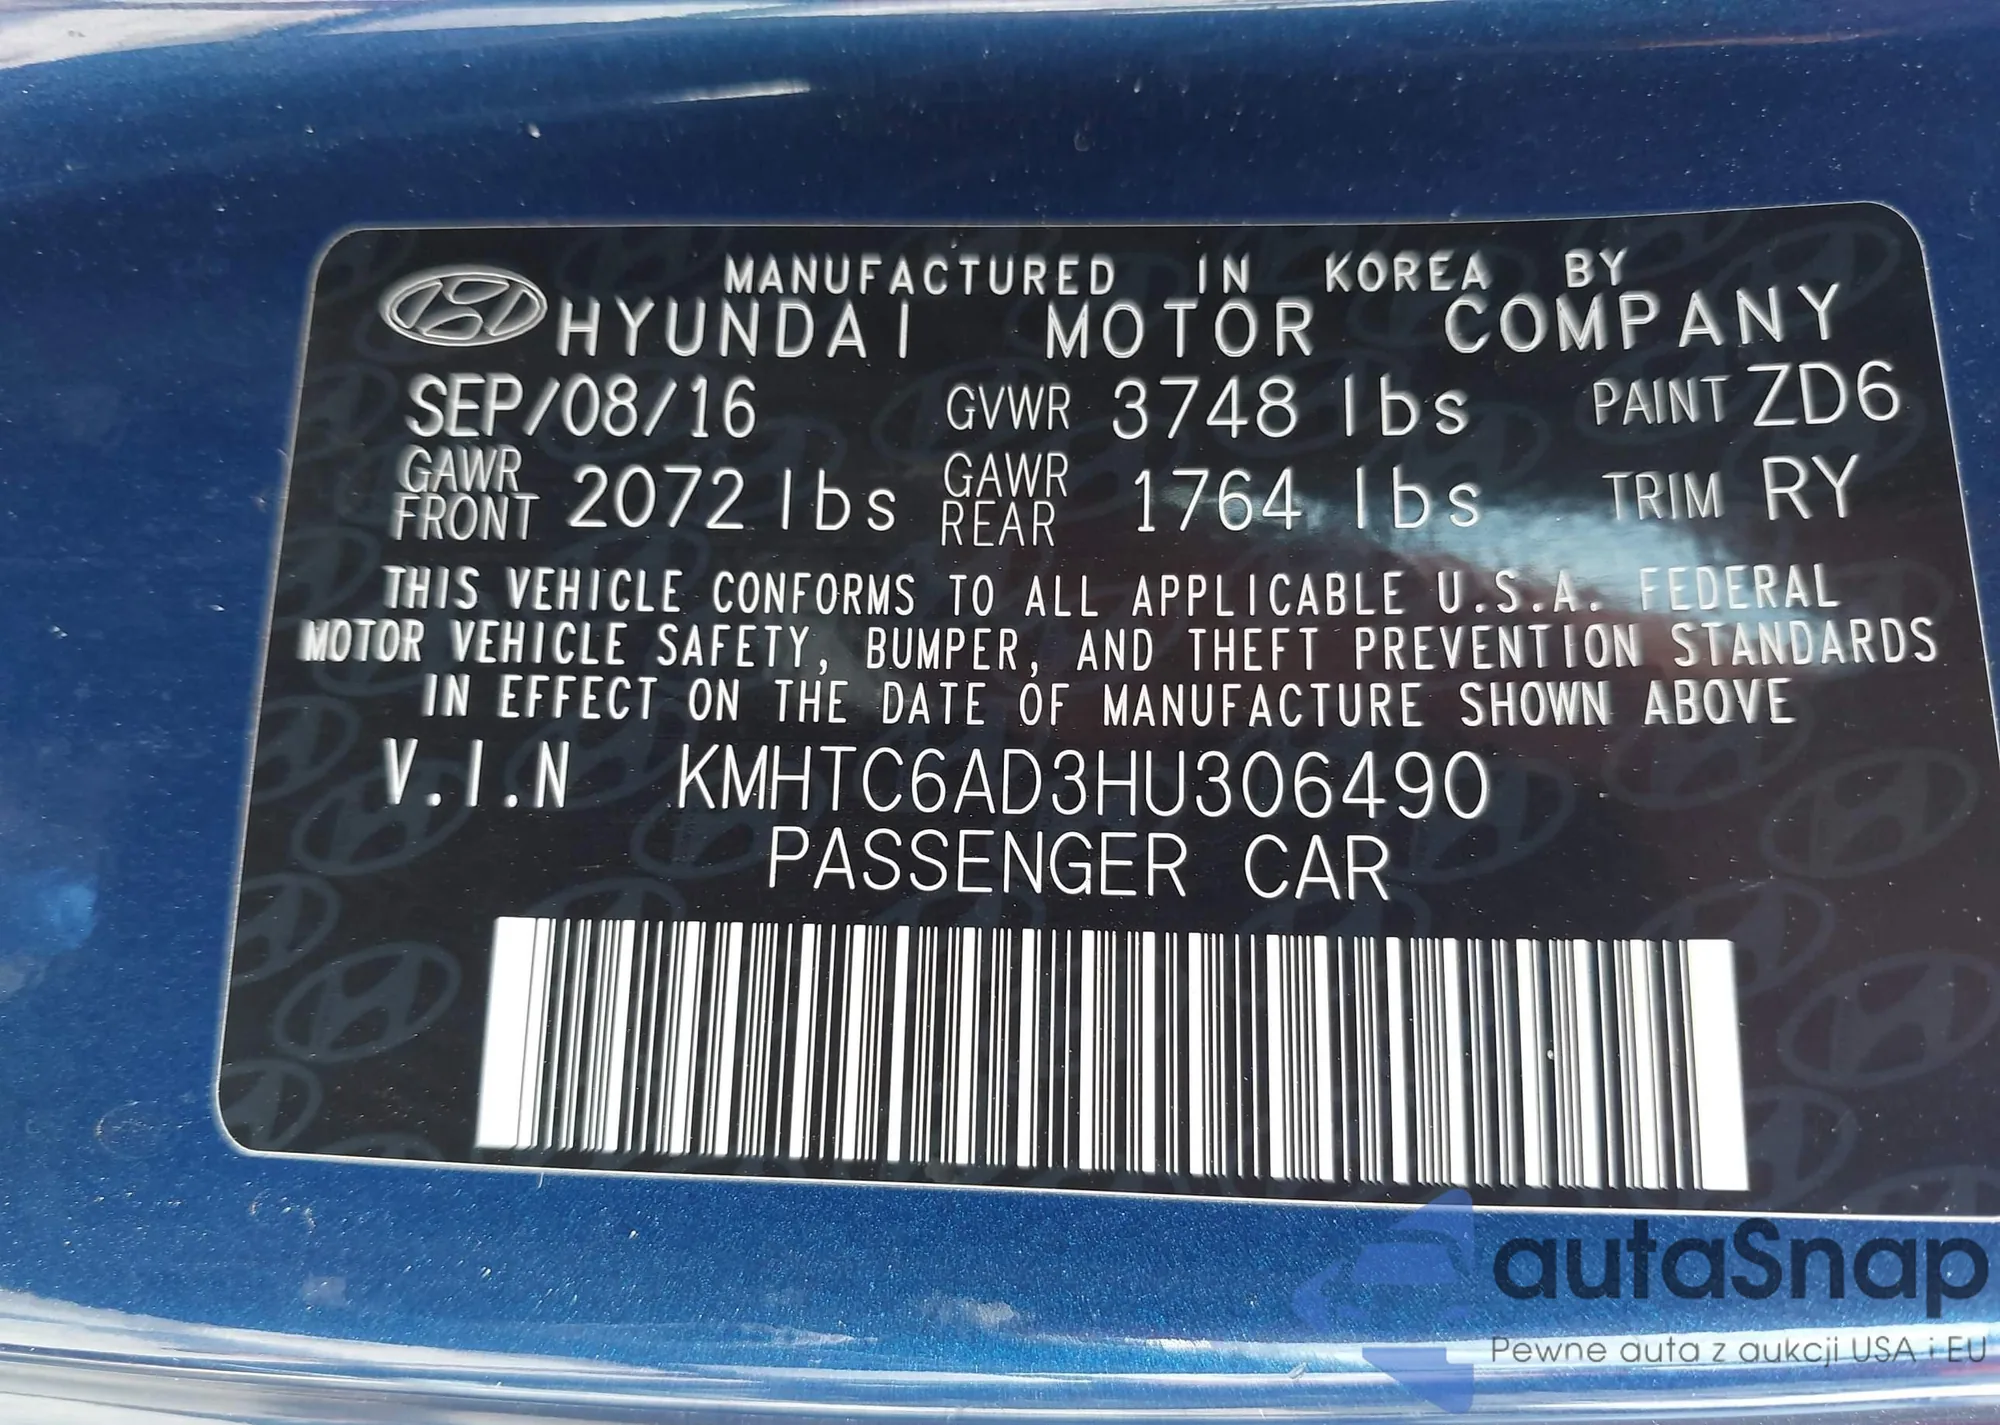 MANUFACTURED IN KOREA BY
HYUNDAI MOTOR COMPANY
SEP/08/16 GVWR 3748 lbs PAINT ZD6
GAWR FRONT 2072 lbs GAWR REAR 1764 lbs TRIM RY
THIS VEHICLE CONFORMS TO ALL APPLICABLE U.S.A. FEDERAL
MOTOR VEHICLE SAFETY, BUMPER, AND THEFT PREVENTION STANDARDS
IN EFFECT ON THE DATE OF MANUFACTURE SHOWN ABOVE
V.I.N KMHTC6AD3HU306490
PASSENGER CAR
autaSnap
Pewne auta z aukcji USA i EU